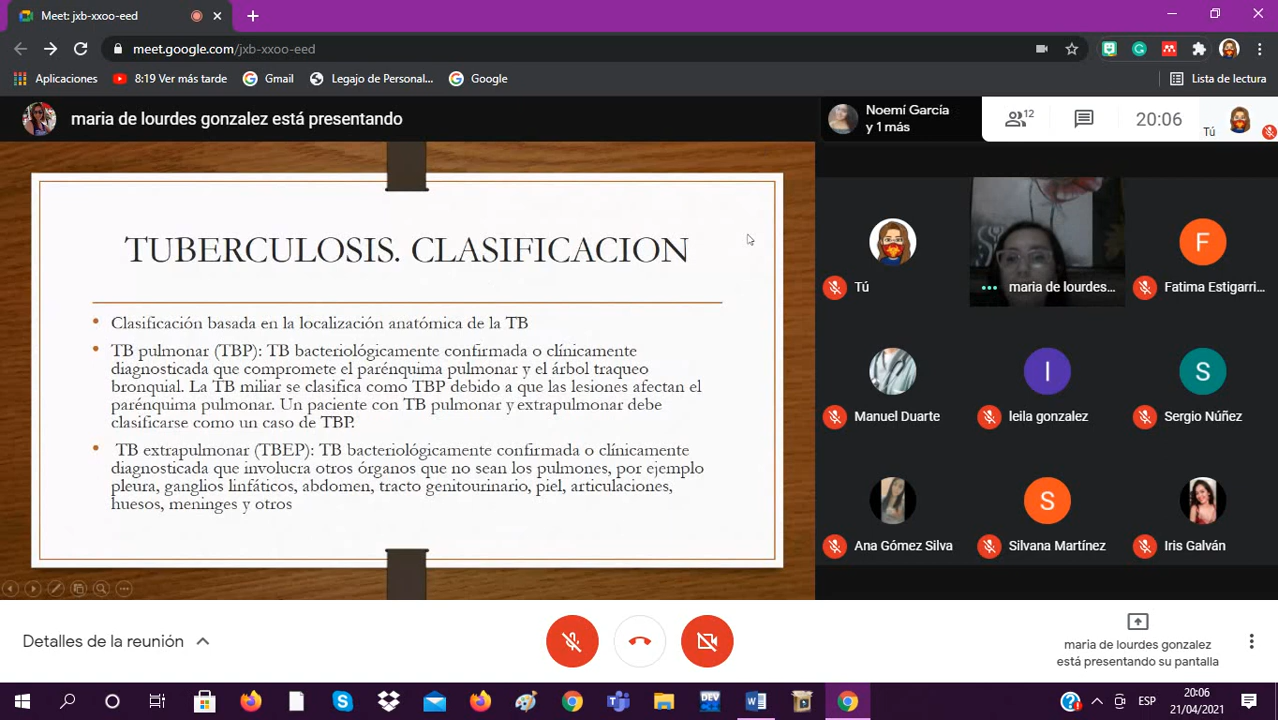 Meet: jxb-xxoo-eed
meet.google.com/jxb-xxoo-eed
Aplicaciones
8:19 Ver más tarde
Gmail
Legajo de Personal...
Google
Lista de lectura
maria de lourdes gonzalez está presentando
Noemí García
y 1 más
12
20:06
Tú
TUBERCULOSIS. CLASIFICACION
• Clasificación basada en la localización anatómica de la TB
• TB pulmonar (TBP): TB bacteriológicamente confirmada o clínicamente
diagnosticada que compromete el parénquima pulmonar y el árbol traqueo
bronquial. La TB miliar se clasifica como TBP debido a que las lesiones afectan el
parénquima pulmonar. Un paciente con TB pulmonar y extrapulmonar debe
clasificarse como un caso de TBP.
• TB extrapulmonar (TBEP): TB bacteriológicamente confirmada o clínicamente
diagnosticada que involucra otros órganos que no sean los pulmones, por ejemplo
pleura, ganglios linfáticos, abdomen, tracto genitourinario, piel, articulaciones,
huesos, meninges y otros
Tú
maria de lourdes...
F
Fatima Estigarri...
Manuel Duarte
I
leila gonzalez
S
Sergio Núñez
Ana Gómez Silva
S
Silvana Martínez
Iris Galván
Detalles de la reunión
maria de lourdes gonzalez
está presentando su pantalla
DEV
ESP
20:06
21/04/2021